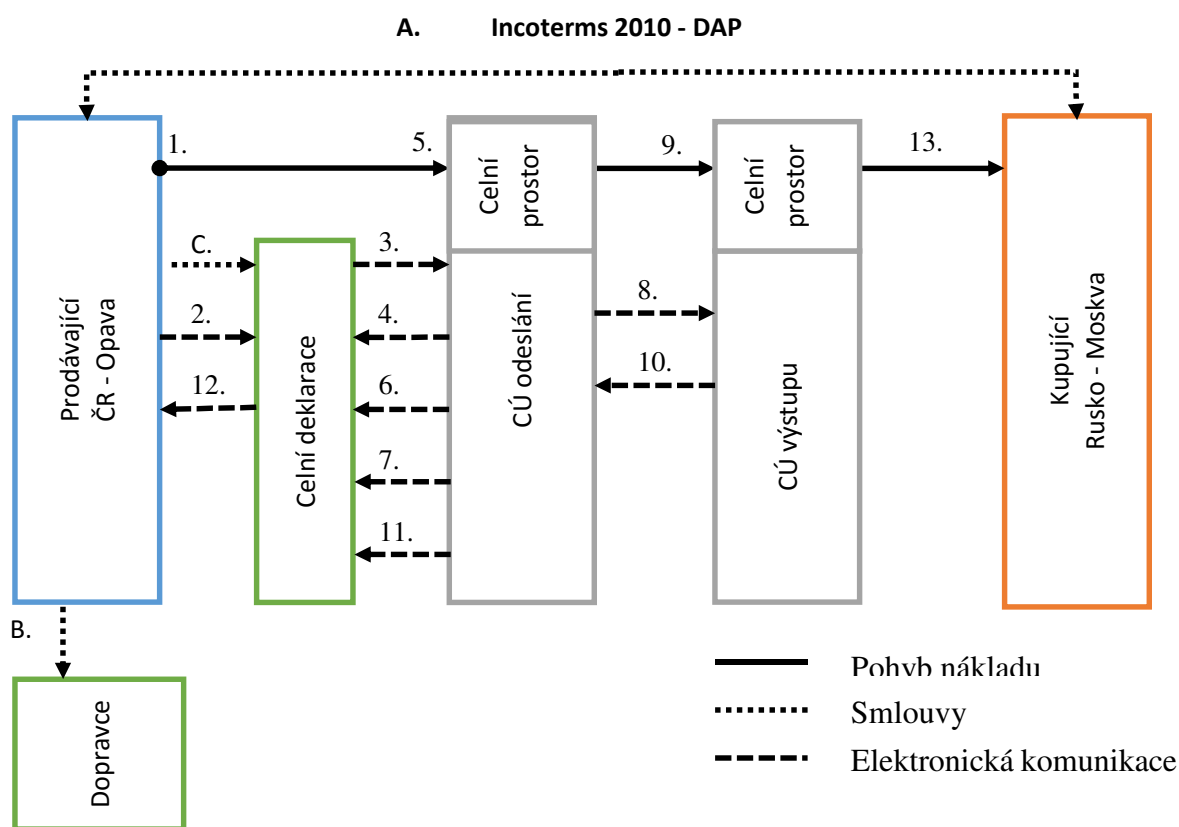 A. Incoterms 2010 - DAP
1.
5.
9.
13.
Celní
prostor
Celní
prostor
C.
3.
2.
4.
8.
12.
6.
10.
7.
11.
Prodávající
ČR - Opava
Celní deklarace
CÚ odeslání
CÚ výstupu
Kupující
Rusko - Moskva
B.
Dopravce
Pohyb nákladu
Smlouvy
Elektronická komunikace